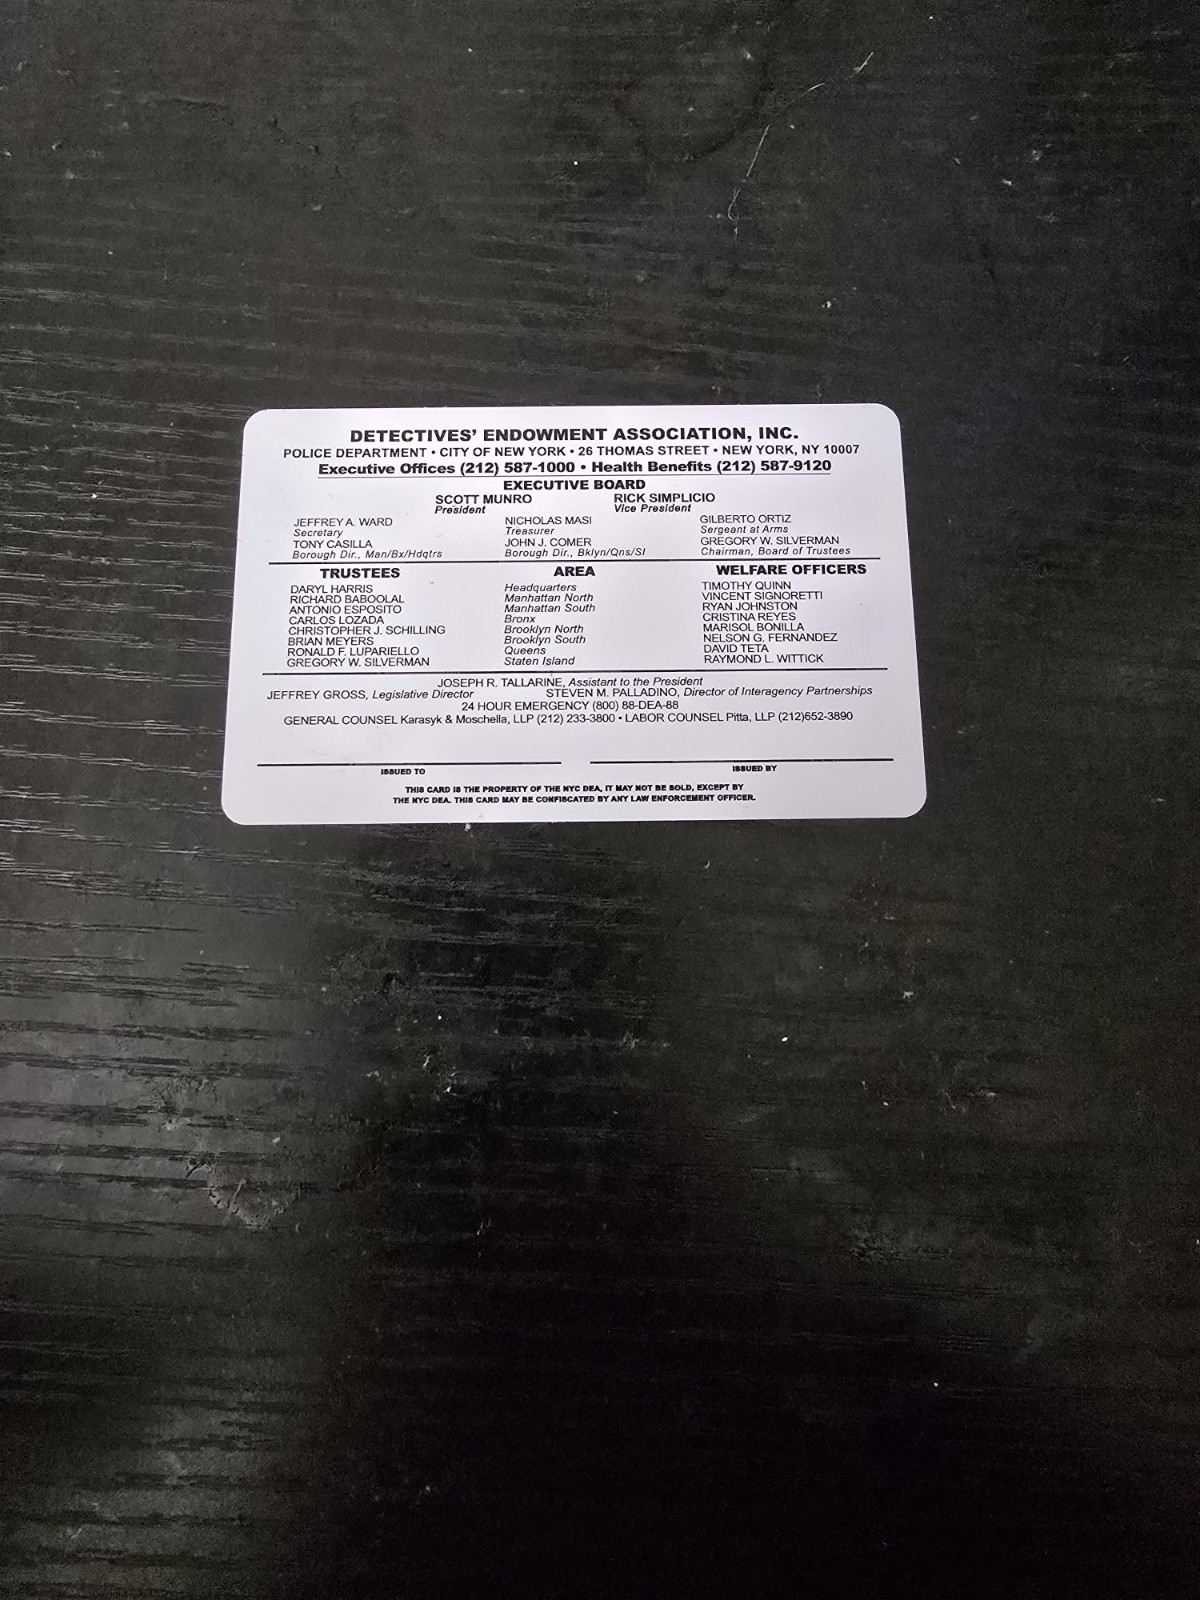 DETECTIVES' ENDOWMENT ASSOCIATION, INC.
POLICE DEPARTMENT • CITY OF NEW YORK • 26 THOMAS STREET • NEW YORK, NY 10007
Executive Offices (212) 587-1000 • Health Benefits (212) 587-9120
EXECUTIVE BOARD
SCOTT MUNRO RICK SIMPLICIO
President Vice President
JEFFREY A. WARD NICHOLAS MASI GILBERTO ORTIZ
Secretary Treasurer Sergeant at Arms
TONY CASILLA JOHN J. COMER GREGORY W. SILVERMAN
Borough Dir., Man/Bx/Hdqtrs Borough Dir., Bklyn/Qns/SI Chairman, Board of Trustees
TRUSTEES AREA WELFARE OFFICERS
DARYL HARRIS Headquarters TIMOTHY QUINN
RICHARD BABOOLAL Manhattan North VINCENT SIGNORETTI
ANTONIO ESPOSITO Manhattan South RYAN JOHNSTON
CARLOS LOZADA Bronx CRISTINA REYES
CHRISTOPHER J. SCHILLING Brooklyn North MARISOL BONILLA
BRIAN MEYERS Brooklyn South NELSON G. FERNANDEZ
RONALD F. LUPARIELLO Queens DAVID TETA
GREGORY W. SILVERMAN Staten Island RAYMOND L. WITTICK
JOSEPH R. TALLARINE, Assistant to the President
JEFFREY GROSS, Legislative Director STEVEN M. PALLADINO, Director of Interagency Partnerships
24 HOUR EMERGENCY (800) 88-DEA-88
GENERAL COUNSEL Karasyk & Moschella, LLP (212) 233-3800 • LABOR COUNSEL Pitta, LLP (212)652-3890
ISSUED TO ISSUED BY
THIS CARD IS THE PROPERTY OF THE NYC DEA, IT MAY NOT BE SOLD, EXCEPT BY
THE NYC DEA. THIS CARD MAY BE CONFISCATED BY ANY LAW ENFORCEMENT OFFICER.